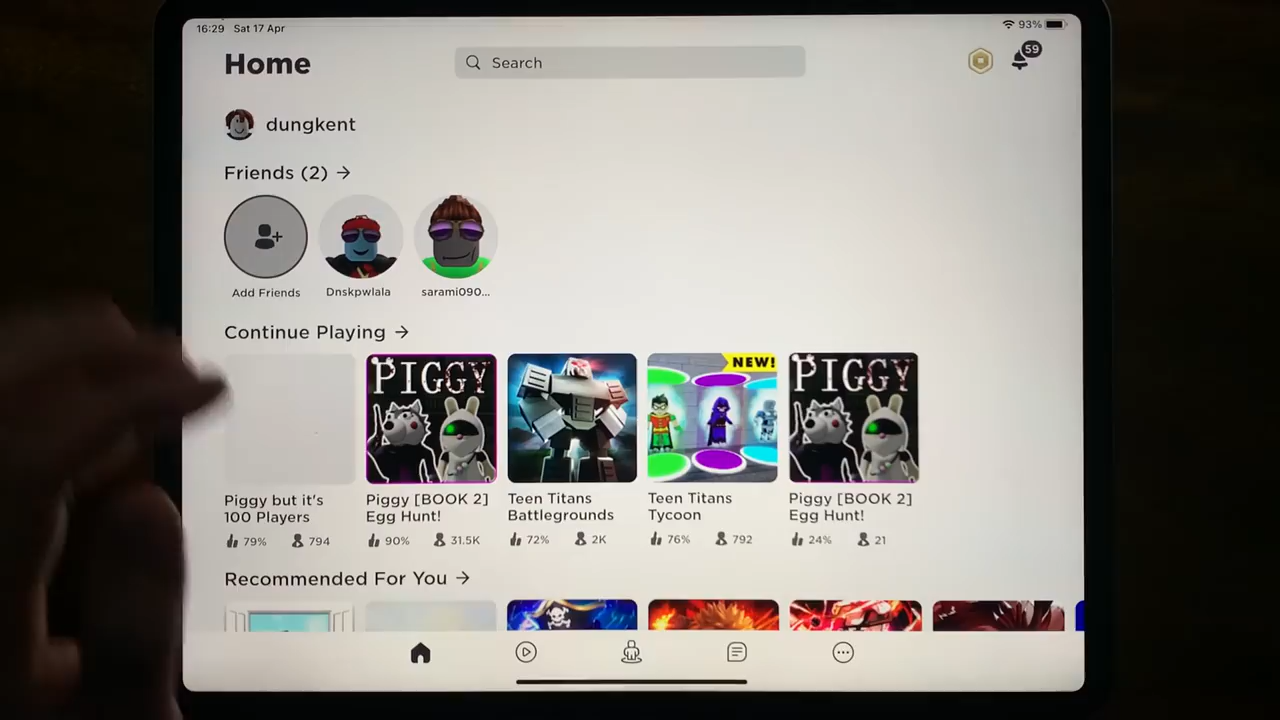 16:29 Sat 17 Apr
93%
Home
Search
59
dungkent
Friends (2) →
Add Friends
Dnskpwlala
sarami090...
Continue Playing →
PIGGY
NEW!
PIGGY
Piggy but it's
100 Players
79% 794
Piggy [BOOK 2]
Egg Hunt!
90% 31.5K
Teen Titans
Battlegrounds
72% 2K
Teen Titans
Tycoon
76% 792
Piggy [BOOK 2]
Egg Hunt!
24% 21
Recommended For You →